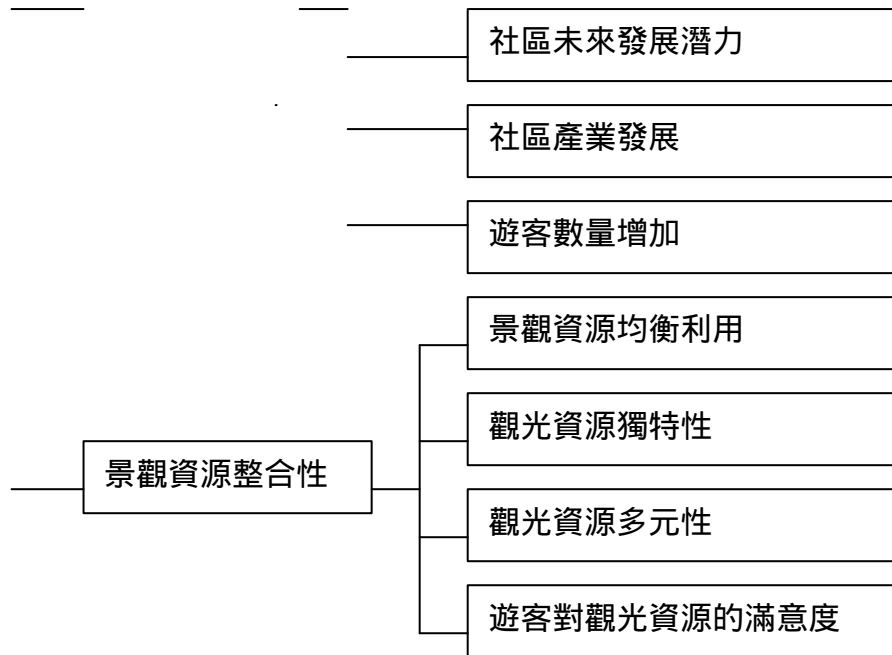 社區未來發展潛力
社區產業發展
遊客數量增加
景觀資源均衡利用
觀光資源獨特性
景觀資源整合性
觀光資源多元性
遊客對觀光資源的滿意度